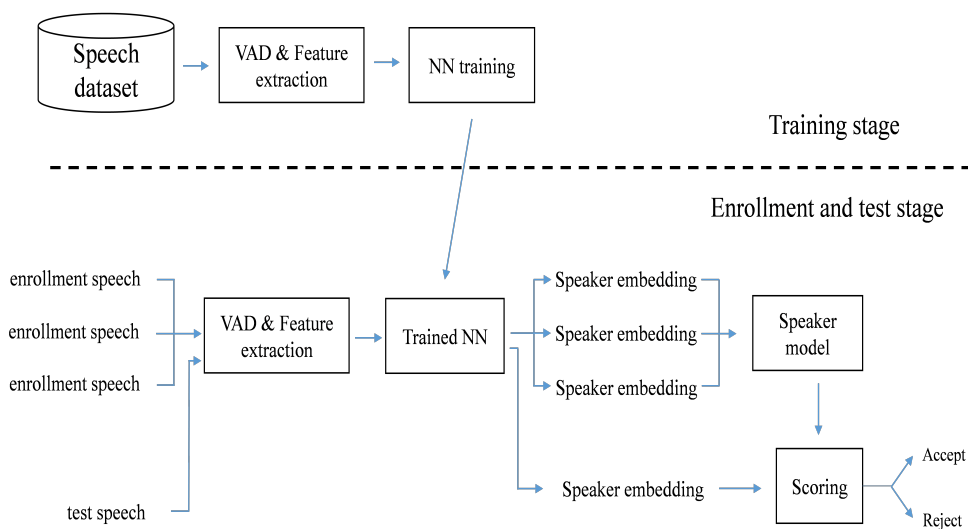 Speech
dataset
VAD & Feature
extraction
NN training
Training stage
Enrollment and test stage
enrollment speech
enrollment speech
enrollment speech
test speech
VAD & Feature
extraction
Trained NN
Speaker embedding
Speaker embedding
Speaker embedding
Speaker embedding
Speaker
model
Scoring
Accept
Reject